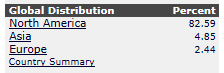 Global Distribution Percent
North America 82.59
Asia 4.85
Europe 2.44
Country Summary